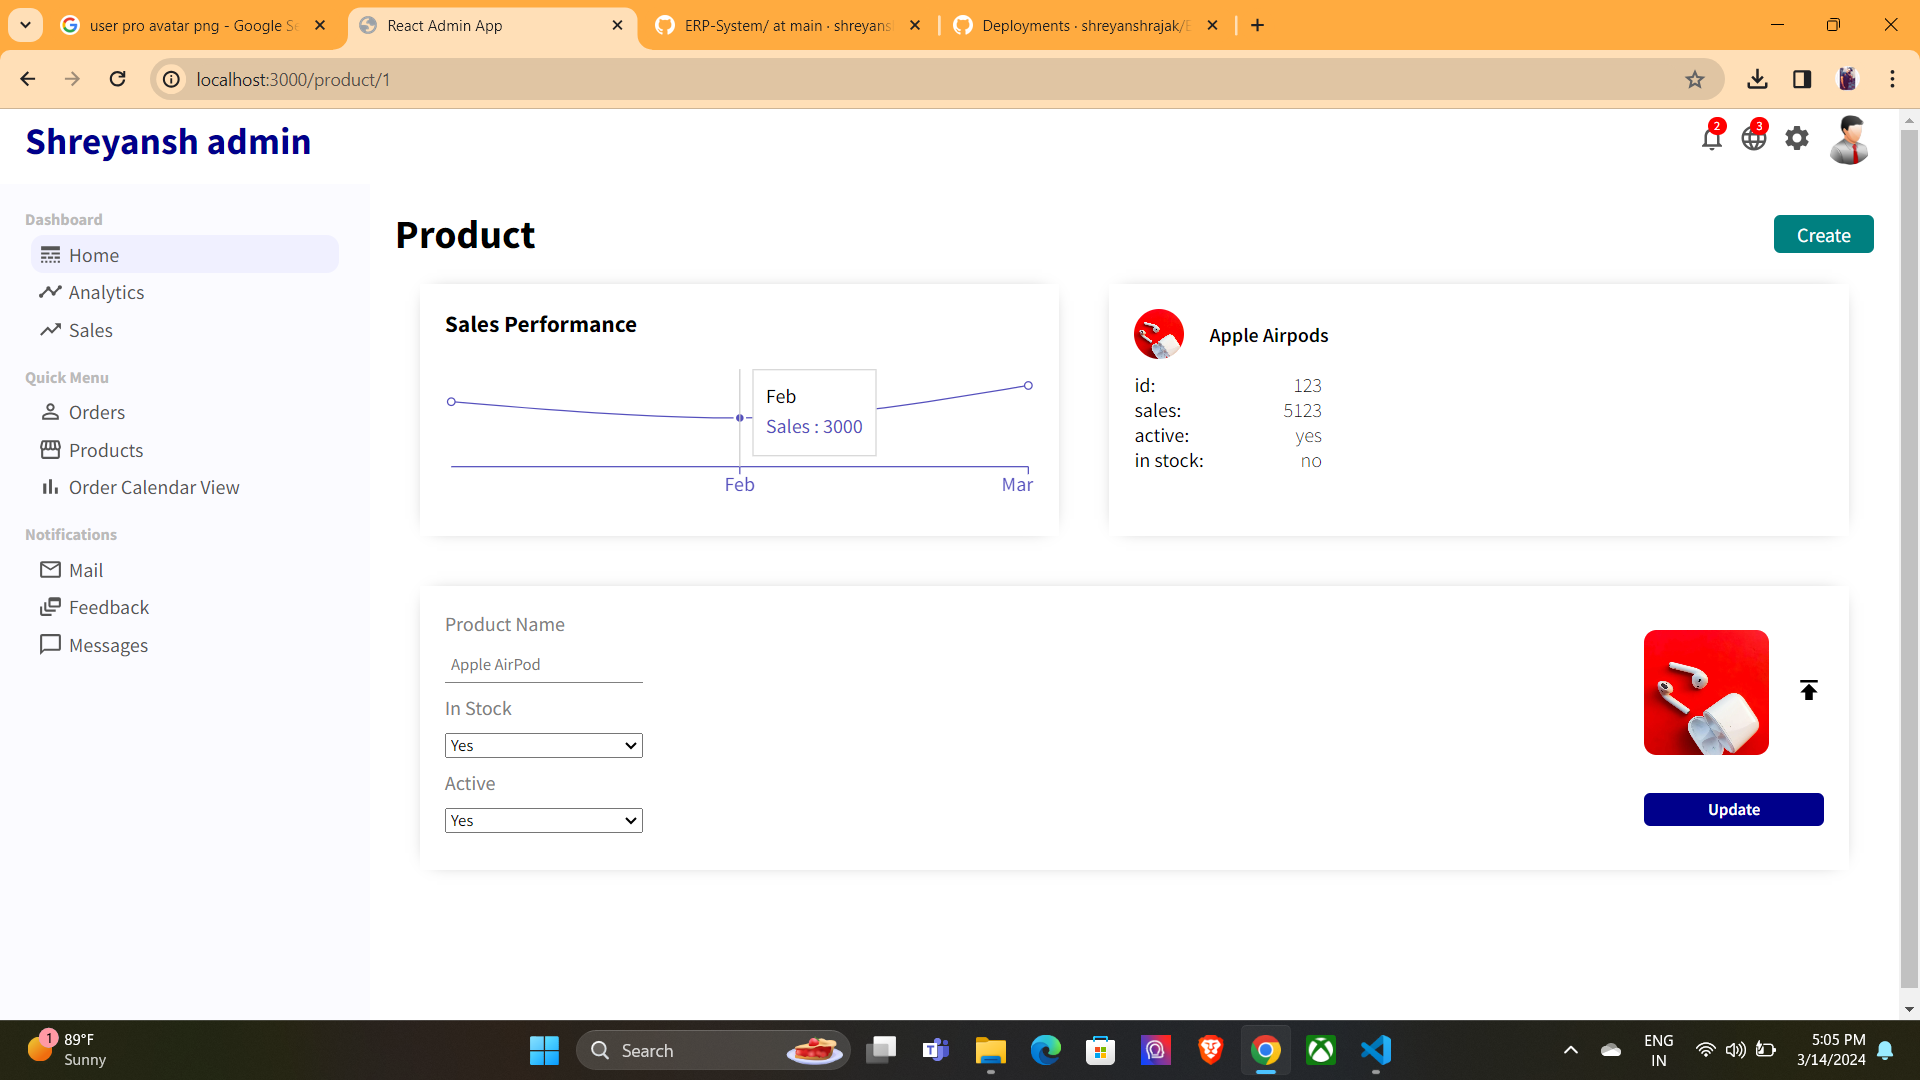 user pro avatar png - Google Se
React Admin App
ERP-System/ at main · shreyansh
Deployments · shreyanshrajak/E
localhost:3000/product/1
Shreyansh admin
2
3
Dashboard
Home
Analytics
Sales
Quick Menu
Orders
Products
Order Calendar View
Notifications
Mail
Feedback
Messages
Product
Create
Sales Performance
Feb
Sales : 3000
Feb
Mar
Apple Airpods
id: 123
sales: 5123
active: yes
in stock: no
Product Name
Apple AirPod
In Stock
Yes
Active
Yes
Update
1
89°F
Sunny
Search
ENG
IN
5:05 PM
3/14/2024